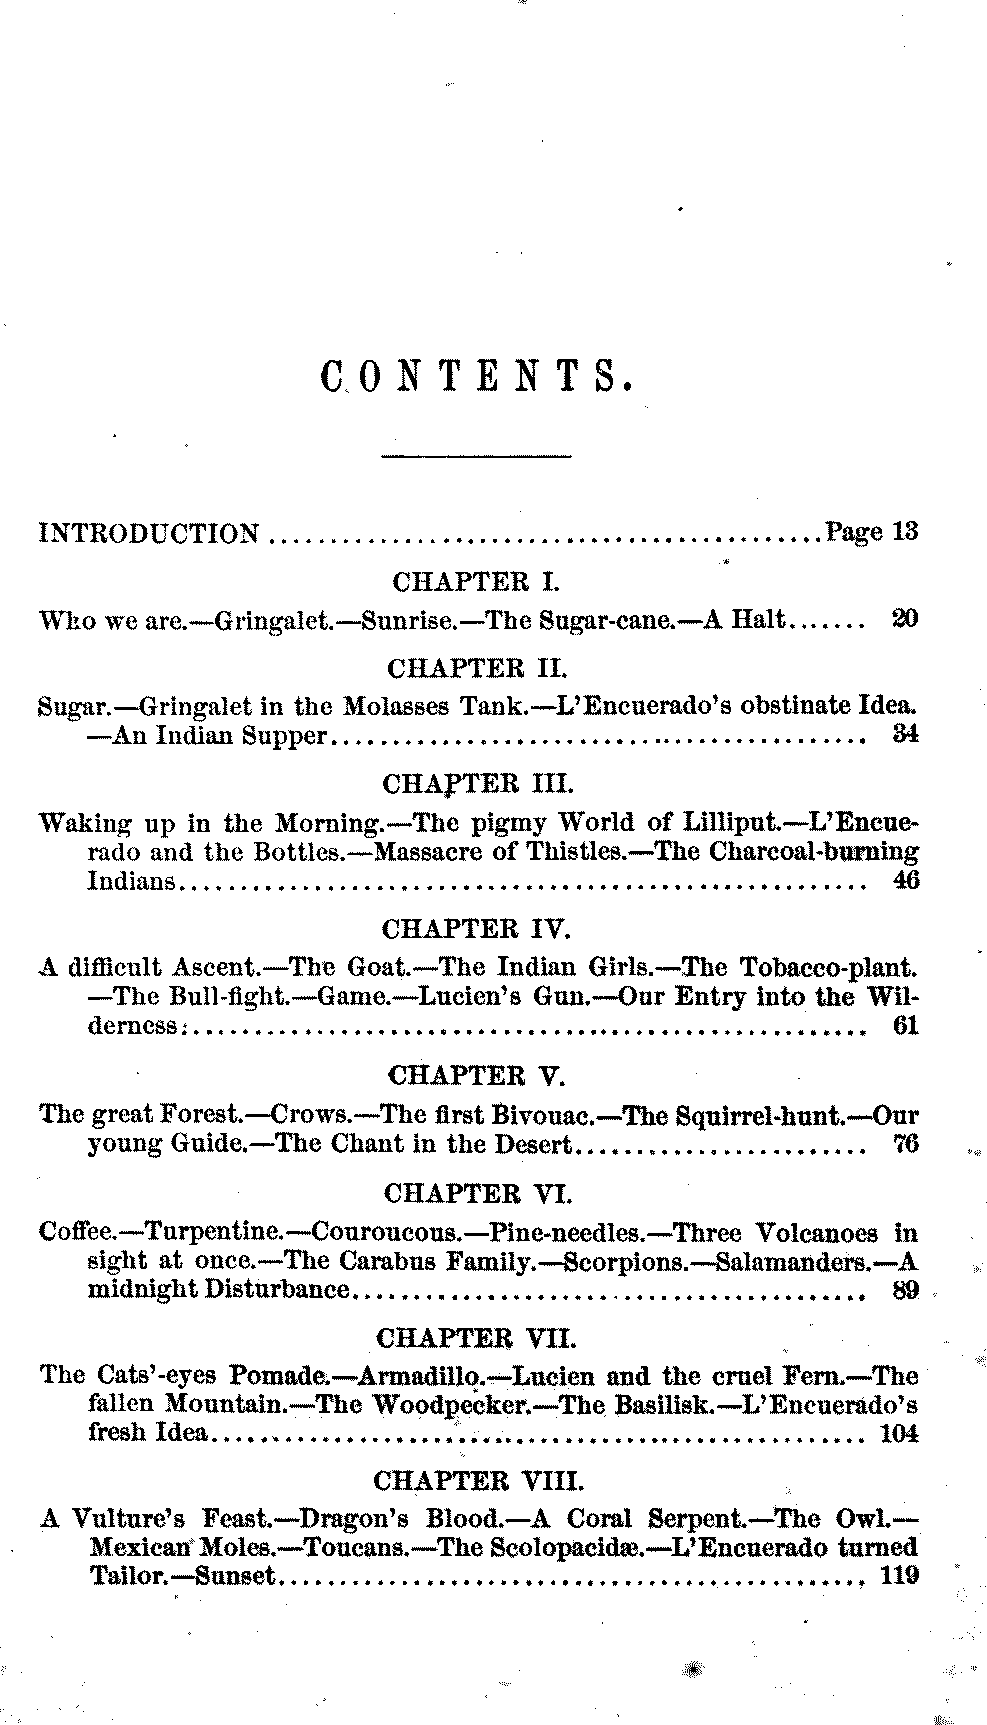 CONTENTS.
INTRODUCTION ............................................Page 13
CHAPTER I.
Who we are.—Gringalet.—Sunrise.—The Sugar-cane.—A Halt....... 20
CHAPTER II.
Sugar.—Gringalet in the Molasses Tank.—L'Encuerado's obstinate Idea.
—An Indian Supper............................................ 34
CHAPTER III.
Waking up in the Morning.—The pigmy World of Lilliput.—L'Encue-
rado and the Bottles.—Massacre of Thistles.—The Charcoal-burning
Indians........................................................ 46
CHAPTER IV.
A difficult Ascent.—The Goat.—The Indian Girls.—The Tobacco-plant.
—The Bull-fight.—Game.—Lucien's Gun.—Our Entry into the Wil-
derness........................................................ 61
CHAPTER V.
The great Forest.—Crows.—The first Bivouac.—The Squirrel-hunt.—Our
young Guide.—The Chant in the Desert........................ 76
CHAPTER VI.
Coffee.—Turpentine.—Couroucous.—Pine-needles.—Three Volcanoes in
sight at once.—The Carabus Family.—Scorpions.—Salamanders.—A
midnight Disturbance.......................................... 89
CHAPTER VII.
The Cats'-eyes Pomade.—Armadillo.—Lucien and the cruel Fern.—The
fallen Mountain.—The Woodpecker.—The Basilisk.—L'Encuerado's
fresh Idea..................................................... 104
CHAPTER VIII.
A Vulture's Feast.—Dragon's Blood.—A Coral Serpent.—The Owl.—
Mexican Moles.—Toucans.—The Scolopacidæ.—L'Encuerado turned
Tailor.—Sunset................................................ 119